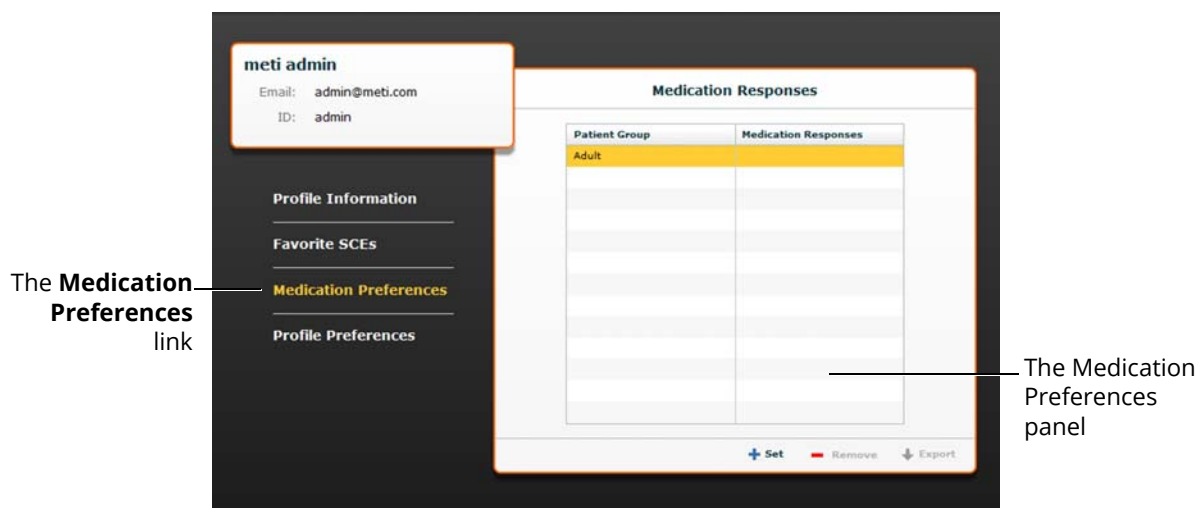 meti admin
Email: admin@meti.com
ID: admin
Medication Responses
Patient Group Medication Responses
Adult
Profile Information
Favorite SCEs
Medication Preferences
Profile Preferences
The Medication
Preferences
link
The Medication
Preferences
panel
Set Remove Export